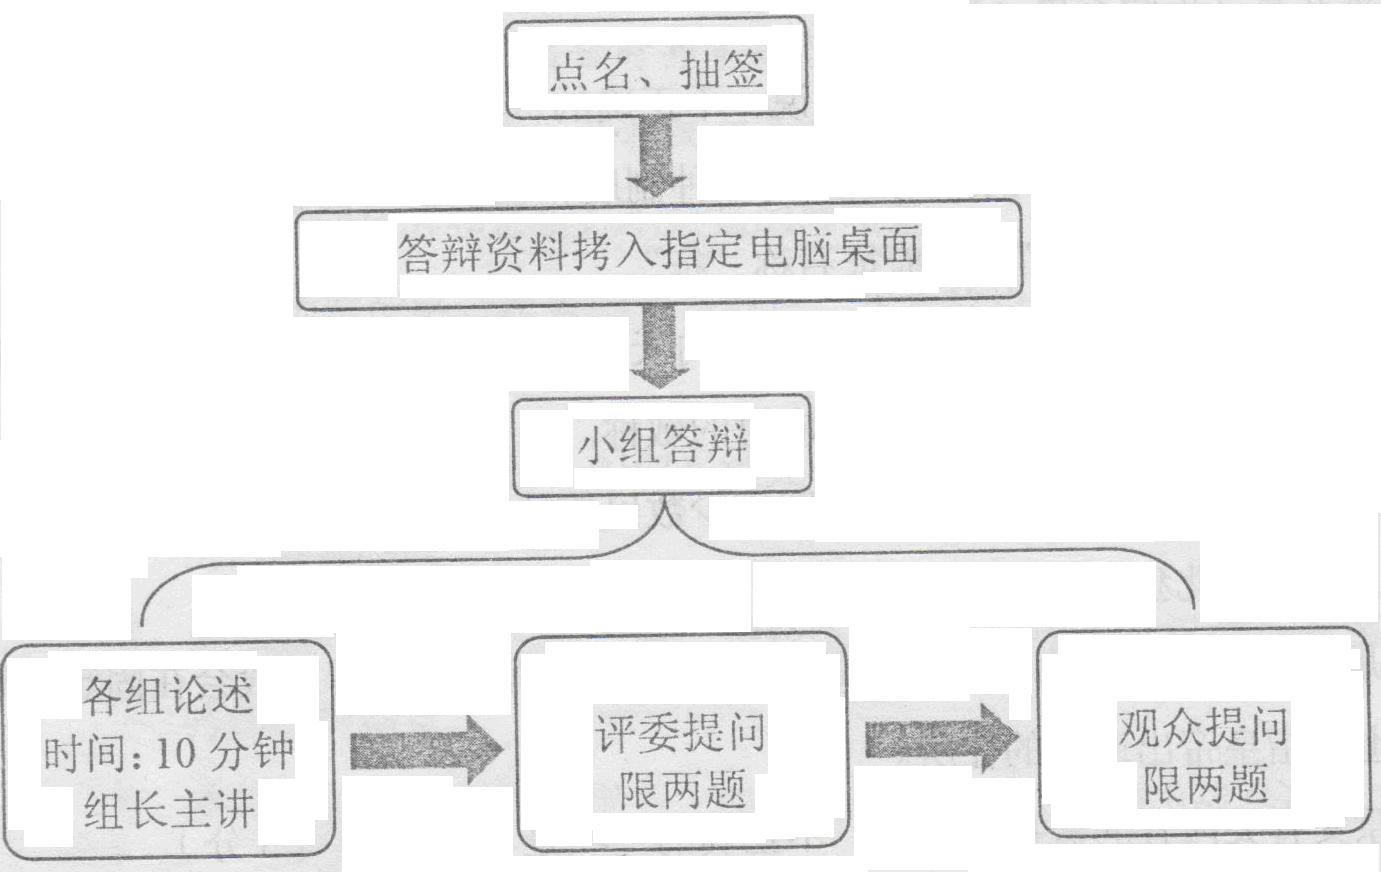 点名、抽签
答辩资料拷入指定电脑桌面
小组答辩
各组论述
时间:10 分钟
组长主讲
评委提问
限两题
观众提问
限两题